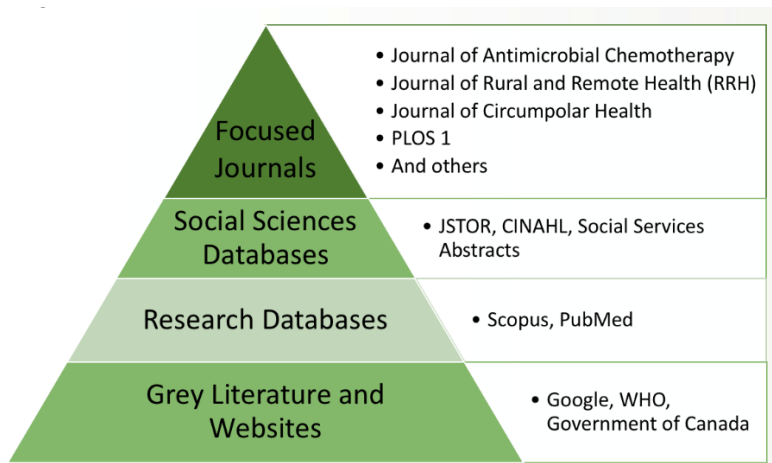 Focused
Journals
• Journal of Antimicrobial Chemotherapy
• Journal of Rural and Remote Health (RRH)
• Journal of Circumpolar Health
• PLOS 1
• And others
Social Sciences
Databases
• JSTOR, CINAHL, Social Services
Abstracts
Research Databases
• Scopus, PubMed
Grey Literature and
Websites
• Google, WHO,
Government of Canada